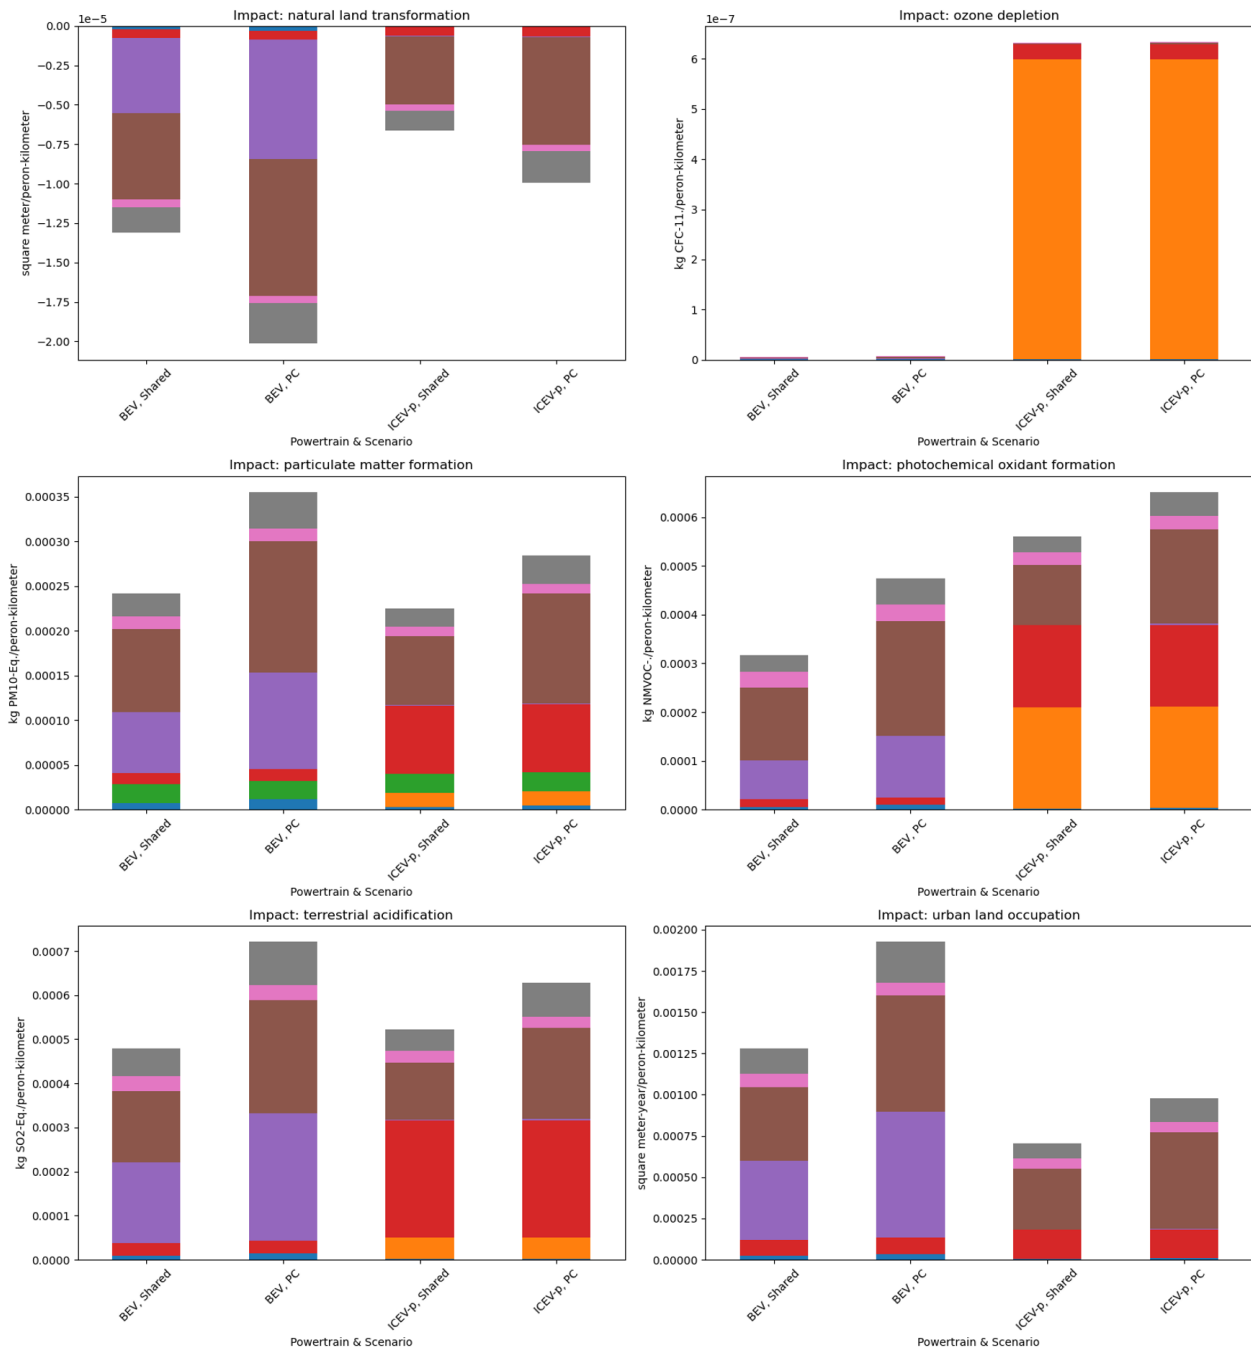 Impact: natural land transformation
1e−5
0.00
−0.25
−0.50
−0.75
−1.00
−1.25
−1.50
−1.75
−2.00
square meter/peron-kilometer
BEV, Shared
BEV, PC
ICEV-p, Shared
ICEV-p, PC
Powertrain & Scenario
Impact: ozone depletion
1e−7
6
5
4
3
2
1
0
kg CFC-11./peron-kilometer
BEV, Shared
BEV, PC
ICEV-p, Shared
ICEV-p, PC
Powertrain & Scenario
Impact: particulate matter formation
0.00035
0.00030
0.00025
0.00020
0.00015
0.00010
0.00005
0.00000
kg PM10-Eq./peron-kilometer
BEV, Shared
BEV, PC
ICEV-p, Shared
ICEV-p, PC
Powertrain & Scenario
Impact: photochemical oxidant formation
0.0006
0.0005
0.0004
0.0003
0.0002
0.0001
0.0000
kg NMVOC-./peron-kilometer
BEV, Shared
BEV, PC
ICEV-p, Shared
ICEV-p, PC
Powertrain & Scenario
Impact: terrestrial acidification
0.0007
0.0006
0.0005
0.0004
0.0003
0.0002
0.0001
0.0000
kg SO2-Eq./peron-kilometer
BEV, Shared
BEV, PC
ICEV-p, Shared
ICEV-p, PC
Powertrain & Scenario
Impact: urban land occupation
0.00200
0.00175
0.00150
0.00125
0.00100
0.00075
0.00050
0.00025
0.00000
square meter-year/peron-kilometer
BEV, Shared
BEV, PC
ICEV-p, Shared
ICEV-p, PC
Powertrain & Scenario